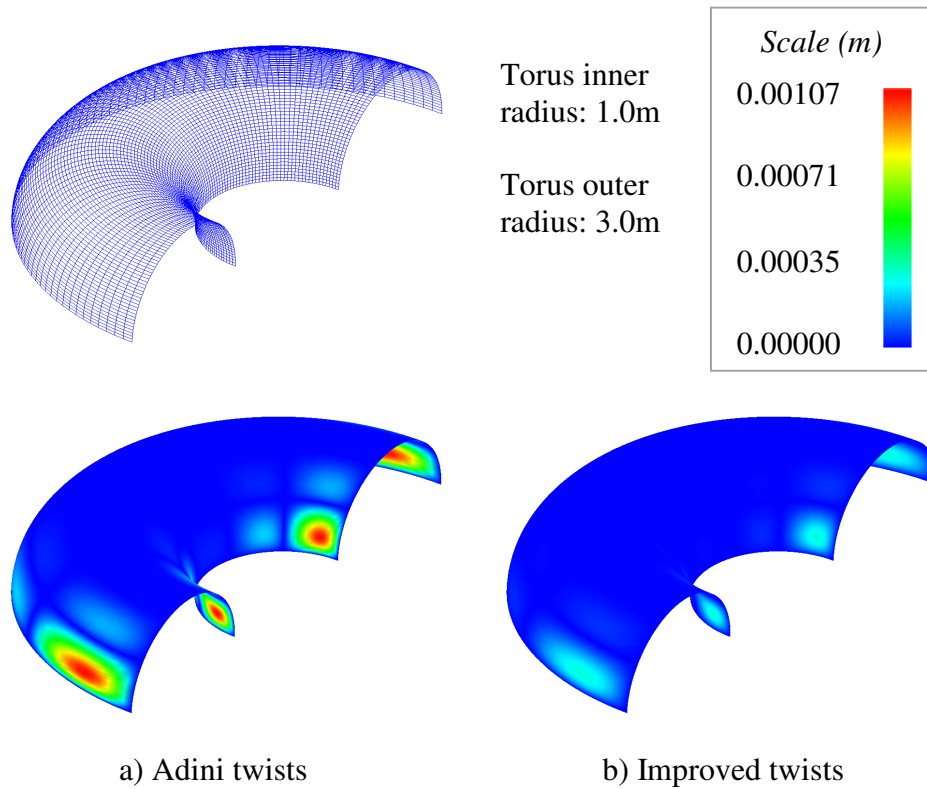 Torus inner
radius: 1.0m
Torus outer
radius: 3.0m
Scale (m)
0.00107
0.00071
0.00035
0.00000
a) Adini twists
b) Improved twists